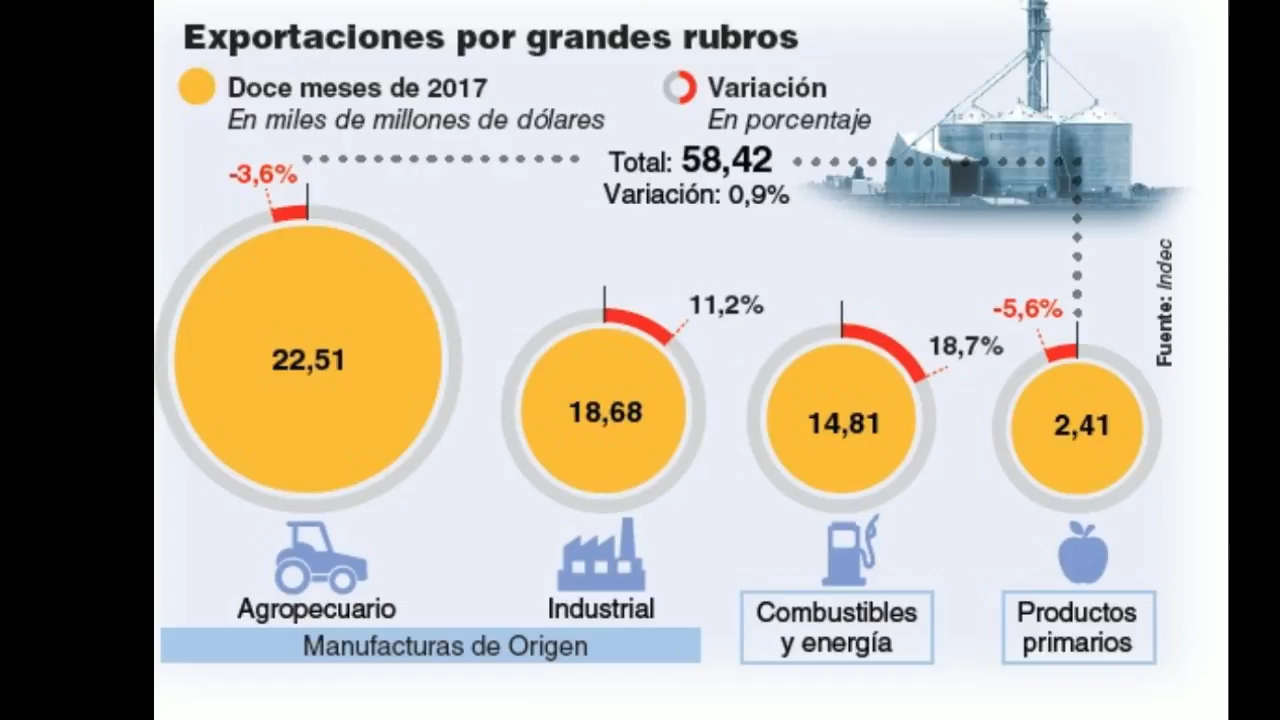 Exportaciones por grandes rubros
Doce meses de 2017
En miles de millones de dólares
Variación
En porcentaje
Total: 58,42
Variación: 0,9%
-3,6%
22,51
11,2%
18,68
18,7%
14,81
-5,6%
2,41
Fuente: Indec
Agropecuario
Industrial
Manufacturas de Origen
Combustibles
y energía
Productos
primarios